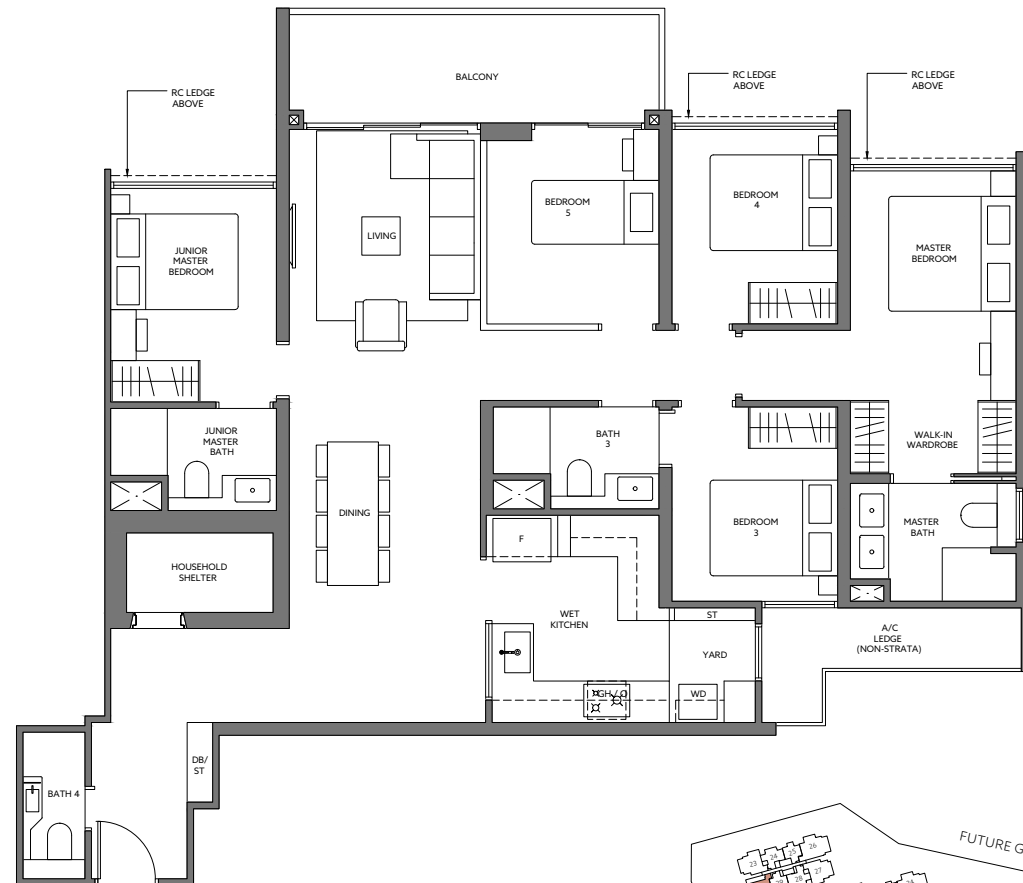 BALCONY
RC LEDGE
ABOVE
RC LEDGE
ABOVE
RC LEDGE
ABOVE
JUNIOR
MASTER
BEDROOM
LIVING
BEDROOM
5
BEDROOM
4
MASTER
BEDROOM
JUNIOR
MASTER
BATH
BATH
3
WALK-IN
WARDROBE
DINING
BEDROOM
3
MASTER
BATH
F
HOUSEHOLD
SHELTER
WET
KITCHEN
ST
YARD
A/C
LEDGE
(NON-STRATA)
WD
DB/
ST
BATH 4
FUTURE G
23
24
25
26
27
28